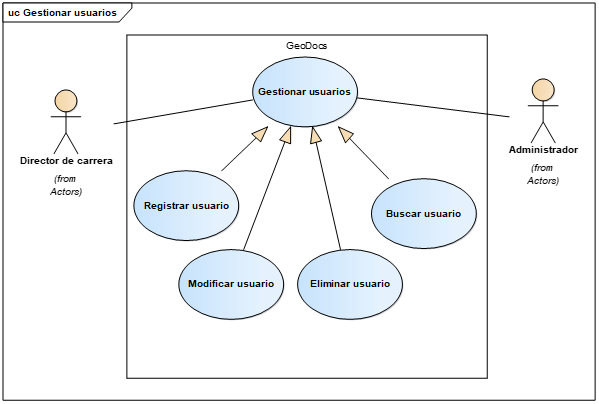 uc Gestionar usuarios
GeoDocs
Gestionar usuarios
Director de carrera
(from
Actors)
Administrador
(from
Actors)
Registrar usuario
Buscar usuario
Modificar usuario
Eliminar usuario